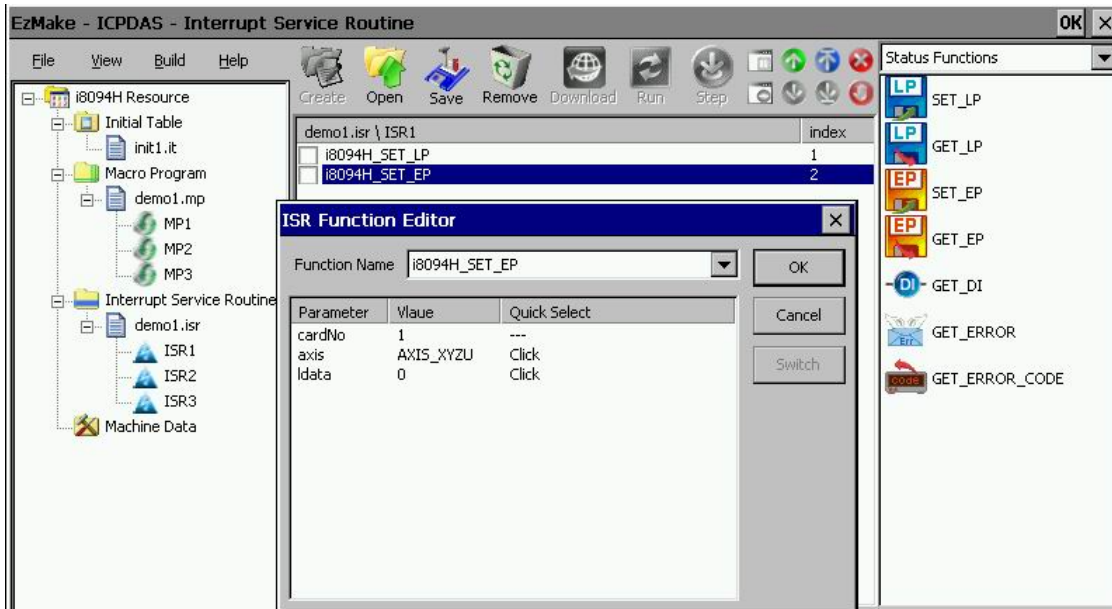 EzMake - ICPDAS - Interrupt Service Routine OK
File View Build Help
Create Open Save Remove Download Run Step
i8094H Resource
Initial Table
init1.it
Macro Program
demo1.mp
MP1
MP2
MP3
Interrupt Service Routine
demo1.isr
ISR1
ISR2
ISR3
Machine Data
demo1.isr \ ISR1 index
i8094H_SET_LP 1
i8094H_SET_EP 2
ISR Function Editor
Function Name i8094H_SET_EP
OK
Cancel
Switch
Parameter Vlaue Quick Select
cardNo 1 ---
axis AXIS_XYZU Click
ldata 0 Click
Status Functions
LP SET_LP
LP GET_LP
EP SET_EP
EP GET_EP
DI GET_DI
Err GET_ERROR
code GET_ERROR_CODE